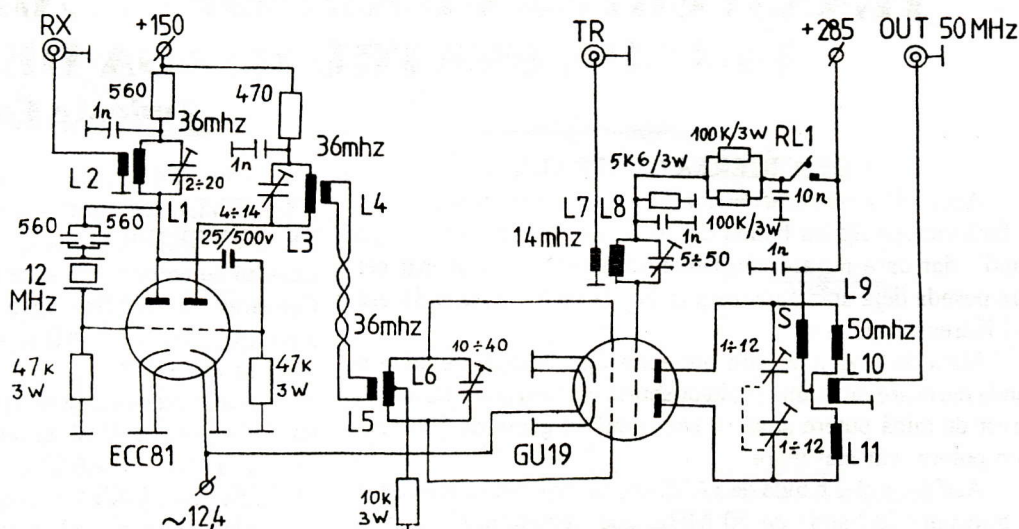 RX
+150
TR
+285
OUT 50MHz
560
470
1n
36mhz
36mhz
1n
L2
2÷20
L1
4÷14
L3
L4
25/500v
560
560
12
MHz
47k
3W
47k
3W
ECC81
~12,4
36mhz
L6
10÷40
L5
10k
3W
100K/3W
RL1
5K6/3W
100K/3W
10n
L7
L8
14mhz
1n
5÷50
1n
L9
S
50mhz
1÷12
L10
1÷12
L11
GU19